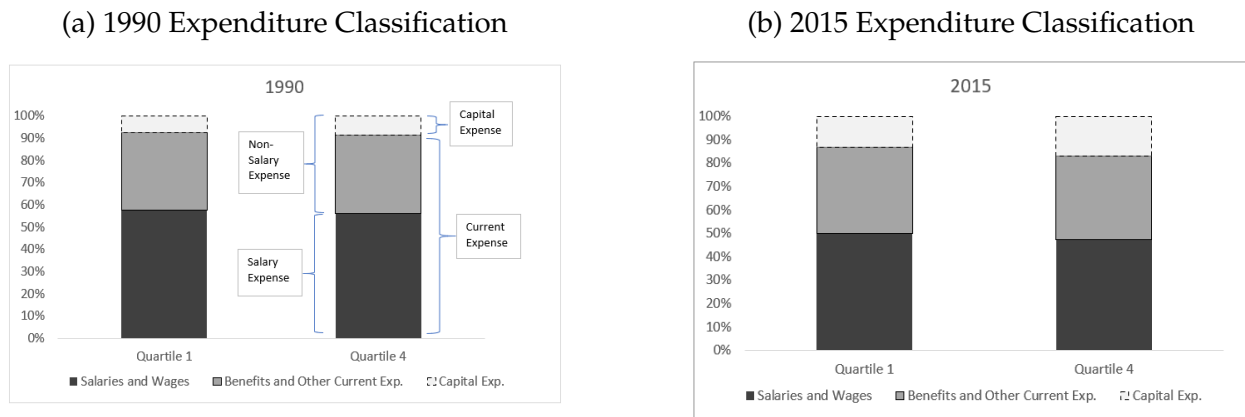 (a) 1990 Expenditure Classification
1990
100%
90%
80%
70%
60%
50%
40%
30%
20%
10%
0%
Non-
Salary
Expense
Salary
Expense
Capital
Expense
Current
Expense
Quartile 1
Quartile 4
Salaries and Wages
Benefits and Other Current Exp.
Capital Exp.
(b) 2015 Expenditure Classification
2015
100%
90%
80%
70%
60%
50%
40%
30%
20%
10%
0%
Quartile 1
Quartile 4
Salaries and Wages
Benefits and Other Current Exp.
Capital Exp.